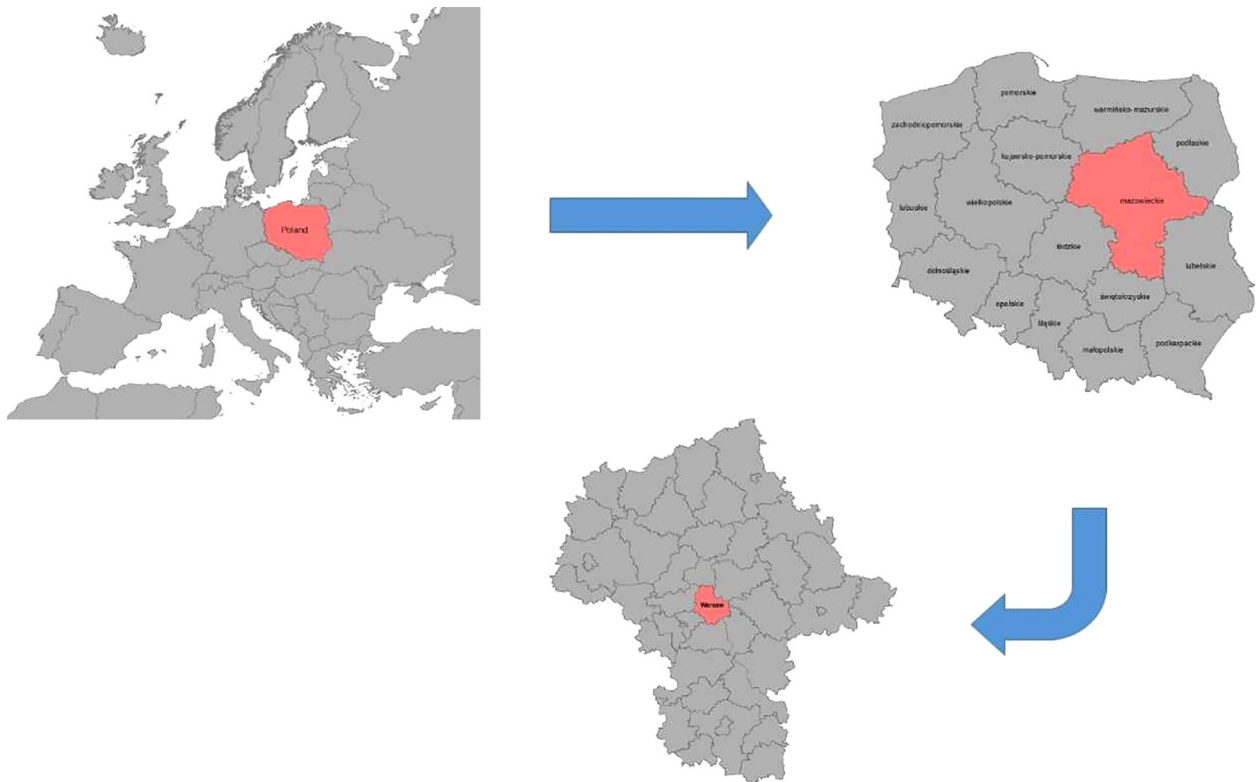 Poland
pomorskie
warmińsko-mazurskie
zachodniopomorskie
podlaskie
kujawsko-pomorskie
mazowieckie
lubuskie
wielkopolskie
łódzkie
lubelskie
dolnośląskie
opolskie
świętokrzyskie
śląskie
małopolskie
podkarpackie
Warsaw